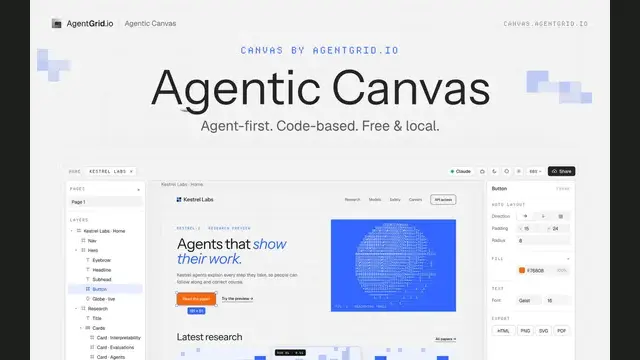 AgentGrid.io
Agentic Canvas
CANVAS.AGENTGRID.IO
CANVAS BY AGENTGRID.IO
Agentic Canvas
Agent-first. Code-based. Free & local.
KESTREL LABS
Claude
Share
PAGES
Page 1
LAYERS
Kestrel Labs · Home
Nav
Hero
Eyebrow
Headline
Subhead
Button
Globe · live
Research
Title
Cards
Card · Interpretability
Card · Evaluations
Card · Agents
Kestrel Labs · Home
Kestrel Labs
Research
Models
Safety
Careers
API access
RESEARCH PREVIEW
Agents that show
their work.
Kestrel agents explain every step they take, so people can
follow along and correct course.
Read the paper
Try the preview
Latest research
All papers
Button
AUTO LAYOUT
Direction
Padding
15
24
Radius
8
FILL
TEXT
Font
Geist
16
EXPORT
HTML
PNG
SVG
PDF